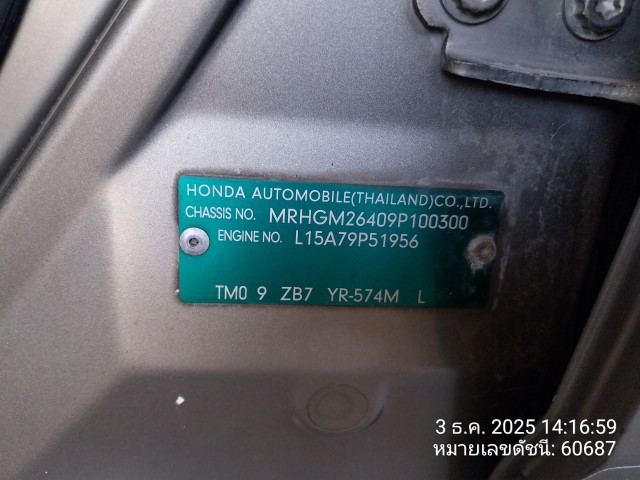 HONDA AUTOMOBILE(THAILAND)CO.,LTD.
CHASSIS NO. MRHGM26409P100300
ENGINE NO. L15A79P51956
TM0 9 ZB7 YR-574M L
3 ธ.ค. 2025 14:16:59
หมายเลขดัชนี: 60687